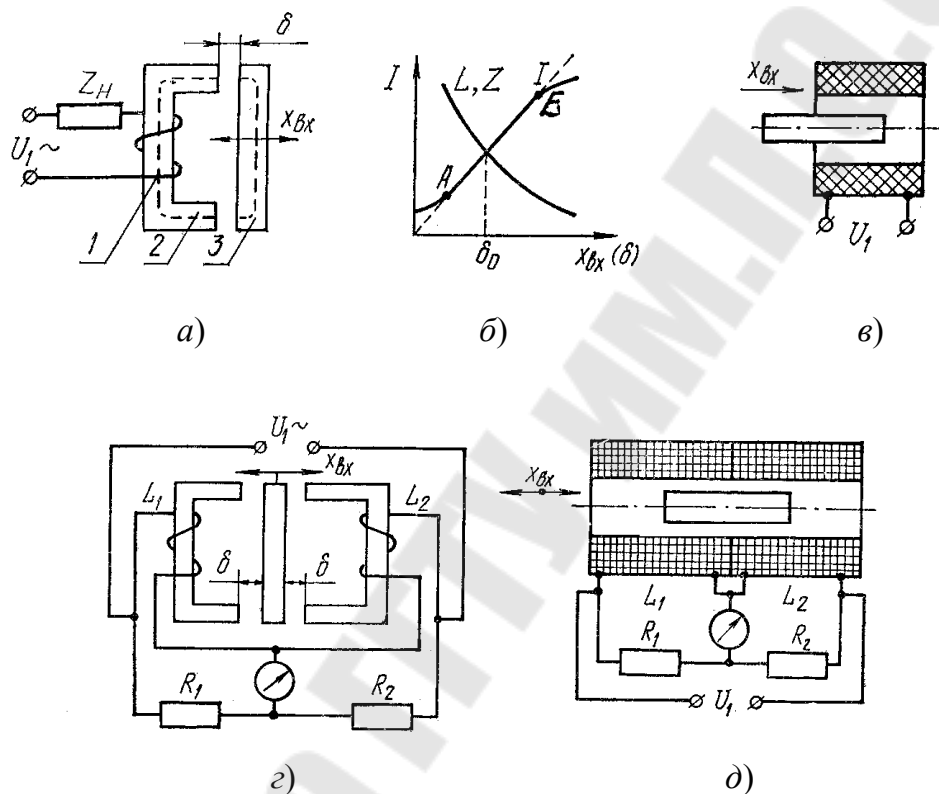 δ
Z_H
x_вх
U_1 ~
1 2 3 3
I
L, Z
I
Б
A
δ_0
x_вх (δ)
x_вх
U_1
а) б) в)
U_1 ~
x_вх
L_1 L_2
δ δ
R_1 R_2
г)
x_вх
L_1 L_2
R_1 R_2
U_1
д)